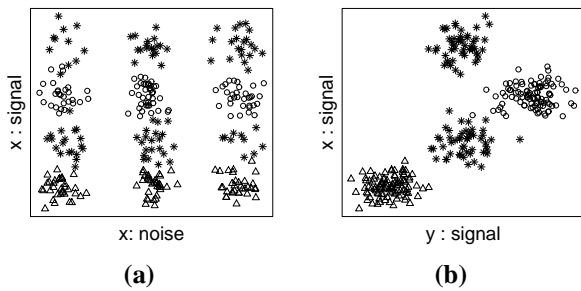 x : signal
x: noise
(a)
x : signal
y : signal
(b)